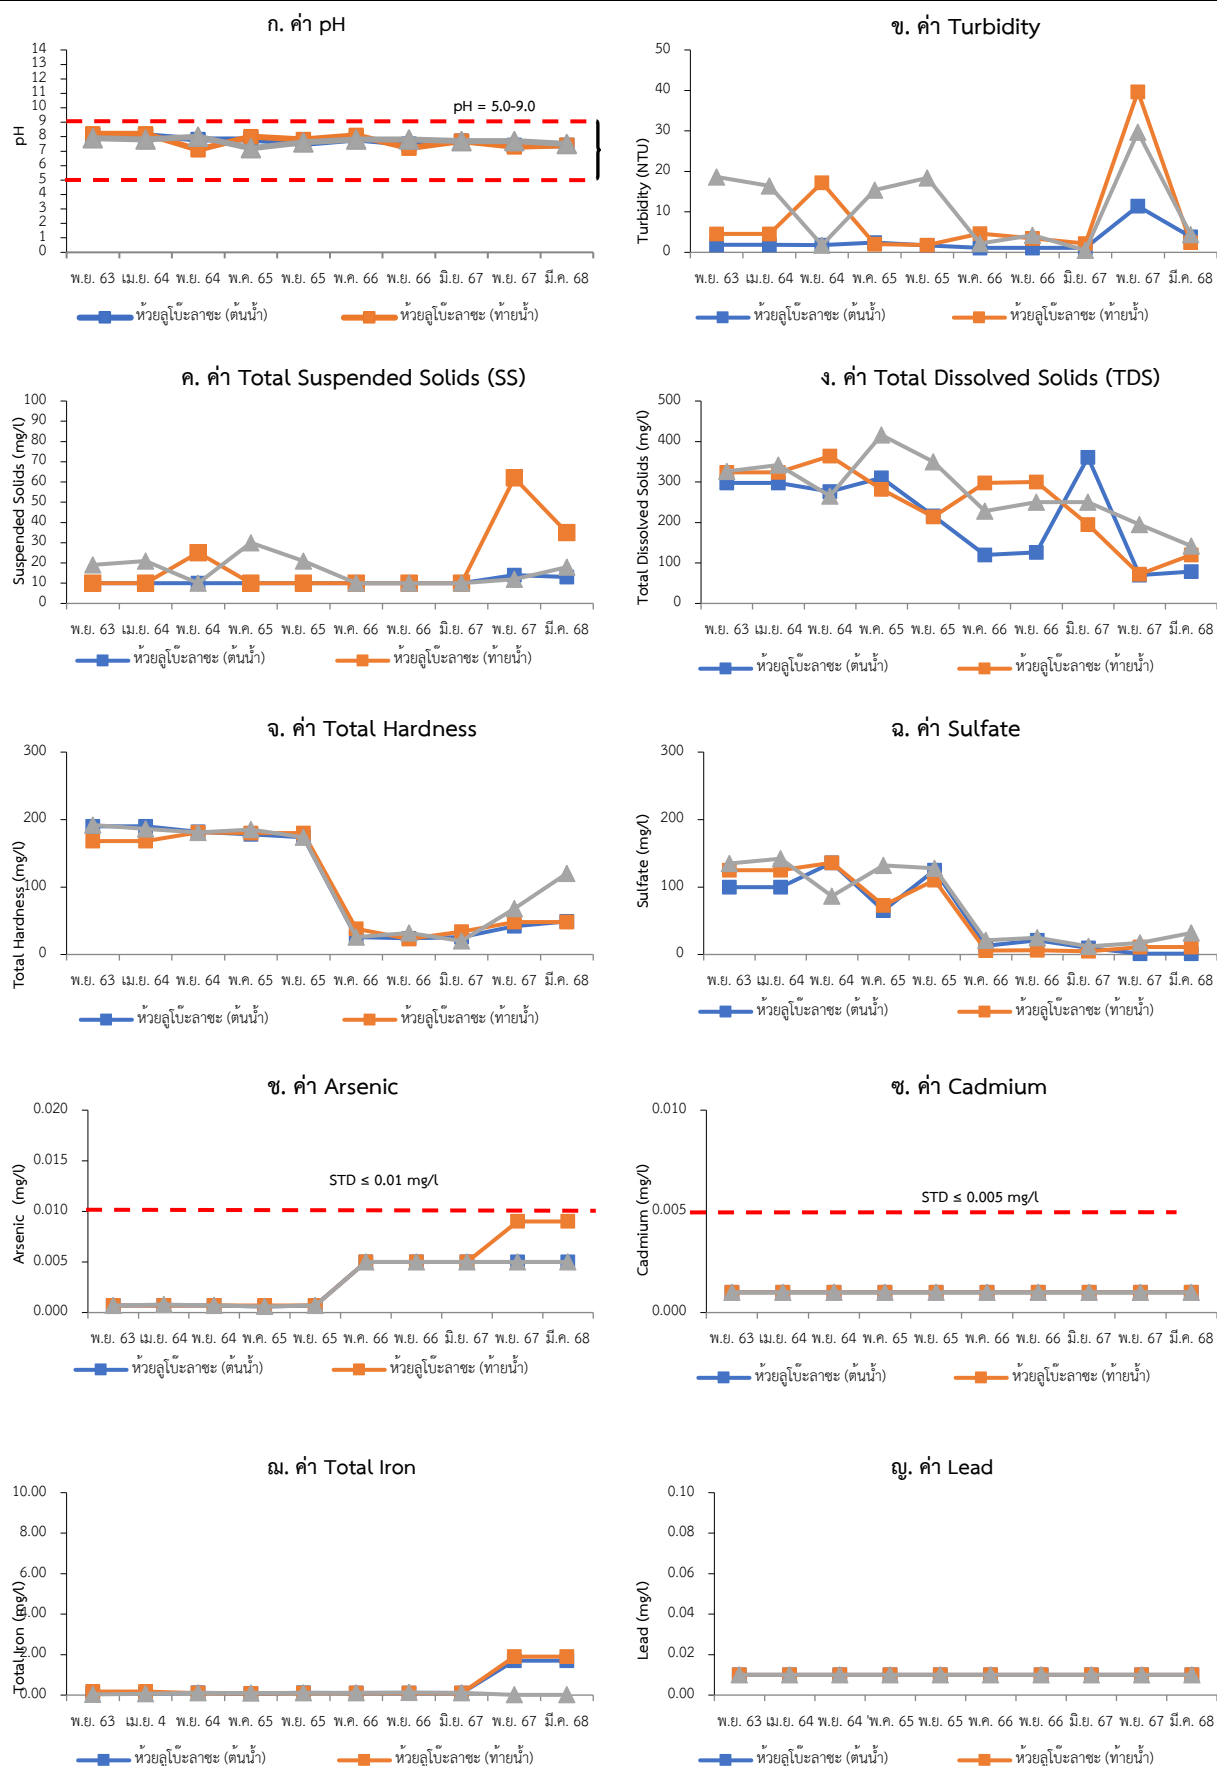 ก. ค่า pH
14
13
12
11
10
9
8
7
6
5
4
3
2
1
0
pH
pH = 5.0-9.0
พ.ย. 63 เม.ย. 64 พ.ย. 64 พ.ค. 65 พ.ย. 65 พ.ค. 66 พ.ย. 66 มิ.ย. 67 พ.ย. 67 มี.ค. 68
ห้วยลูโบ๊ะลาซะ (ต้นน้ำ) ห้วยลูโบ๊ะลาซะ (ท้ายน้ำ)
ข. ค่า Turbidity
50
40
30
20
10
0
Turbidity (NTU)
พ.ย. 63 เม.ย. 64 พ.ย. 64 พ.ค. 65 พ.ย. 65 พ.ค. 66 พ.ย. 66 มิ.ย. 67 พ.ย. 67 มี.ค. 68
ห้วยลูโบ๊ะลาซะ (ต้นน้ำ) ห้วยลูโบ๊ะลาซะ (ท้ายน้ำ)
ค. ค่า Total Suspended Solids (SS)
100
90
80
70
60
50
40
30
20
10
0
Suspended Solids (mg/l)
พ.ย. 63 เม.ย. 64 พ.ย. 64 พ.ค. 65 พ.ย. 65 พ.ค. 66 พ.ย. 66 มิ.ย. 67 พ.ย. 67 มี.ค. 68
ห้วยลูโบ๊ะลาซะ (ต้นน้ำ) ห้วยลูโบ๊ะลาซะ (ท้ายน้ำ)
ง. ค่า Total Dissolved Solids (TDS)
500
400
300
200
100
0
Total Dissolved Solids (mg/l)
พ.ย. 63 เม.ย. 64 พ.ย. 64 พ.ค. 65 พ.ย. 65 พ.ค. 66 พ.ย. 66 มิ.ย. 67 พ.ย. 67 มี.ค. 68
ห้วยลูโบ๊ะลาซะ (ต้นน้ำ) ห้วยลูโบ๊ะลาซะ (ท้ายน้ำ)
จ. ค่า Total Hardness
300
200
100
0
Total Hardness (mg/l)
พ.ย. 63 เม.ย. 64 พ.ย. 64 พ.ค. 65 พ.ย. 65 พ.ค. 66 พ.ย. 66 มิ.ย. 67 พ.ย. 67 มี.ค. 68
ห้วยลูโบ๊ะลาซะ (ต้นน้ำ) ห้วยลูโบ๊ะลาซะ (ท้ายน้ำ)
ฉ. ค่า Sulfate
300
200
100
0
Sulfate (mg/l)
พ.ย. 63 เม.ย. 64 พ.ย. 64 พ.ค. 65 พ.ย. 65 พ.ค. 66 พ.ย. 66 มิ.ย. 67 พ.ย. 67 มี.ค. 68
ห้วยลูโบ๊ะลาซะ (ต้นน้ำ) ห้วยลูโบ๊ะลาซะ (ท้ายน้ำ)
ช. ค่า Arsenic
0.020
0.015
0.010
0.005
0.000
Arsenic (mg/l)
STD ≤ 0.01 mg/l
พ.ย. 63 เม.ย. 64 พ.ย. 64 พ.ค. 65 พ.ย. 65 พ.ค. 66 พ.ย. 66 มิ.ย. 67 พ.ย. 67 มี.ค. 68
ห้วยลูโบ๊ะลาซะ (ต้นน้ำ) ห้วยลูโบ๊ะลาซะ (ท้ายน้ำ)
ซ. ค่า Cadmium
0.010
0.005
0.000
Cadmium (mg/l)
STD ≤ 0.005 mg/l
พ.ย. 63 เม.ย. 64 พ.ย. 64 พ.ค. 65 พ.ย. 65 พ.ค. 66 พ.ย. 66 มิ.ย. 67 พ.ย. 67 มี.ค. 68
ห้วยลูโบ๊ะลาซะ (ต้นน้ำ) ห้วยลูโบ๊ะลาซะ (ท้ายน้ำ)
ฌ. ค่า Total Iron
10.00
8.00
6.00
4.00
2.00
0.00
Total Iron (mg/l)
พ.ย. 63 เม.ย. 4 พ.ย. 64 พ.ค. 65 พ.ย. 65 พ.ค. 66 พ.ย. 66 มิ.ย. 67 พ.ย. 67 มี.ค. 68
ห้วยลูโบ๊ะลาซะ (ต้นน้ำ) ห้วยลูโบ๊ะลาซะ (ท้ายน้ำ)
ญ. ค่า Lead
0.10
0.08
0.06
0.04
0.02
0.00
Lead (mg/l)
พ.ย. 63 เม.ย. 64 พ.ย. 64 'พ.ค. 65 พ.ย. 65 พ.ค. 66 พ.ย. 66 มิ.ย. 67 พ.ย. 67 มี.ค. 68
ห้วยลูโบ๊ะลาซะ (ต้นน้ำ) ห้วยลูโบ๊ะลาซะ (ท้ายน้ำ)